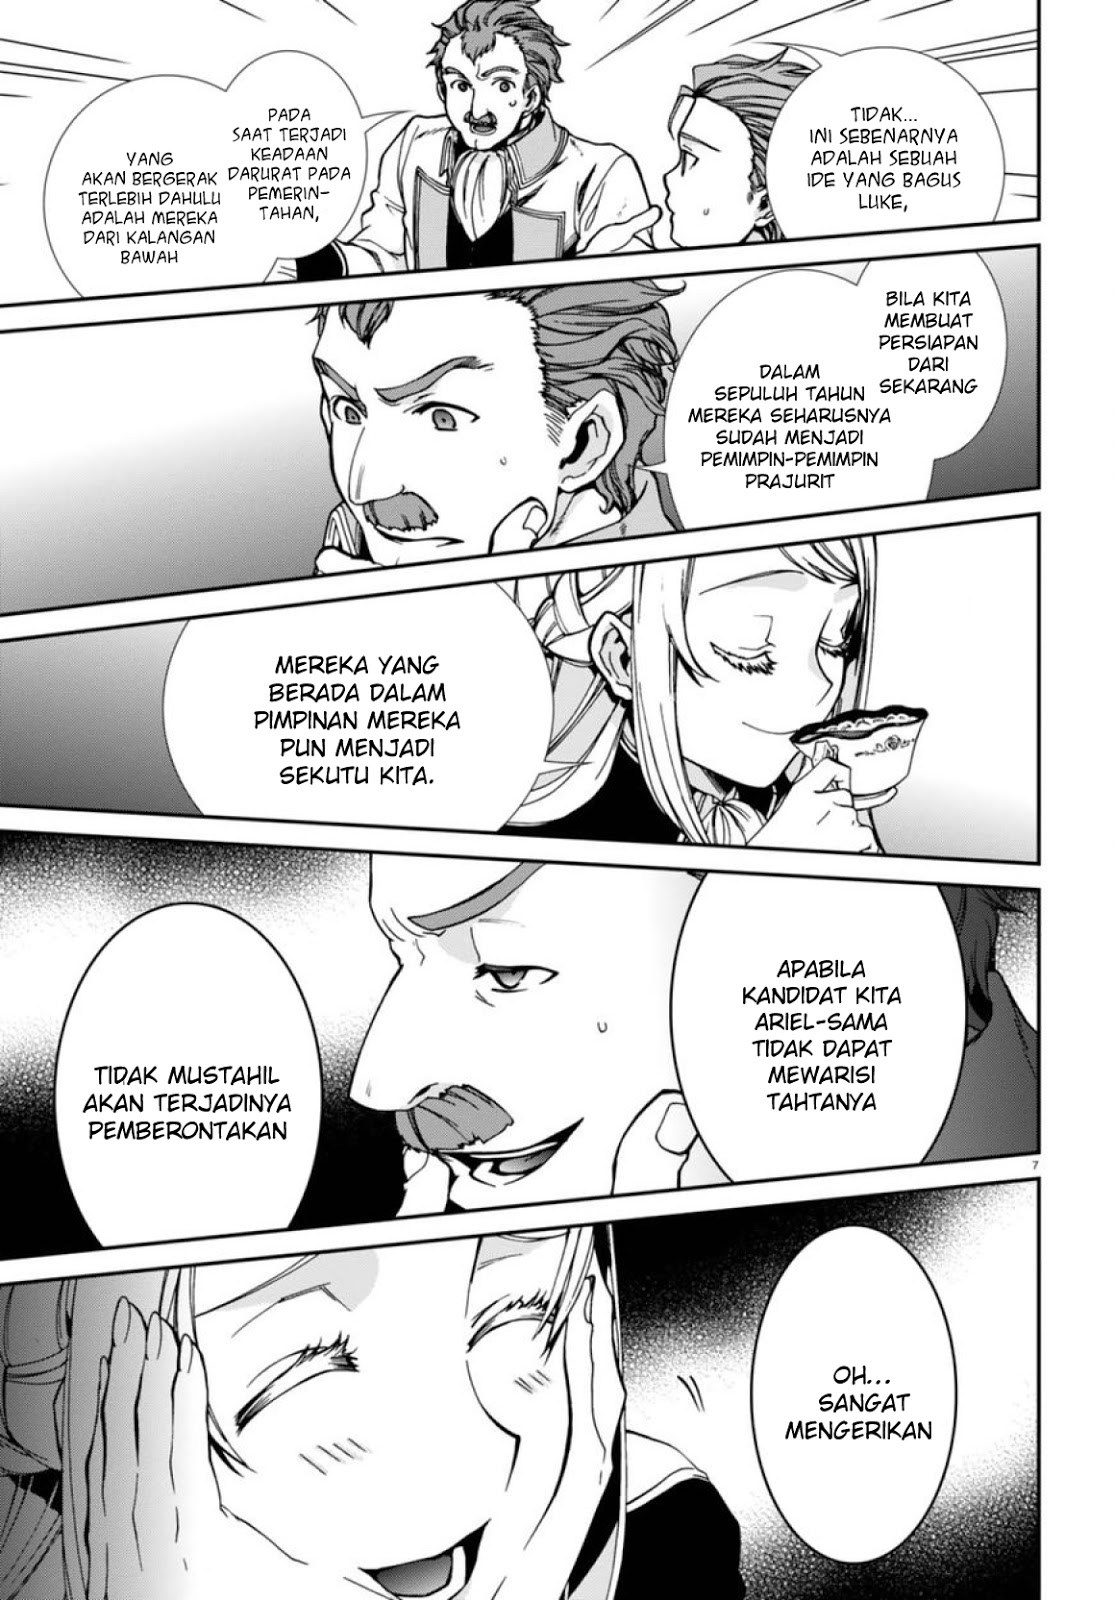 TIDAK...
INI SEBENARNYA
ADALAH SEBUAH
IDE YANG BAGUS
LUKE,
PADA
SAAT TERJADI
KEADAAN
DARURAT PADA
PEMERIN-
TAHAN,
YANG
AKAN BERGERAK
TERLEBIH DAHULU
ADALAH MEREKA
DARI KALANGAN
BAWAH
BILA KITA
MEMBUAT
PERSIAPAN
DARI
SEKARANG
DALAM
SEPULUH TAHUN
MEREKA SEHARUSNYA
SUDAH MENJADI
PEMIMPIN-PEMIMPIN
PRAJURIT
MEREKA YANG
BERADA DALAM
PIMPINAN MEREKA
PUN MENJADI
SEKUTU KITA.
APABILA
KANDIDAT KITA
ARIEL-SAMA
TIDAK DAPAT
MEWARISI
TAHTANYA
TIDAK MUSTAHIL
AKAN TERJADINYA
PEMBERONTAKAN
7
OH...
SANGAT
MENGERIKAN